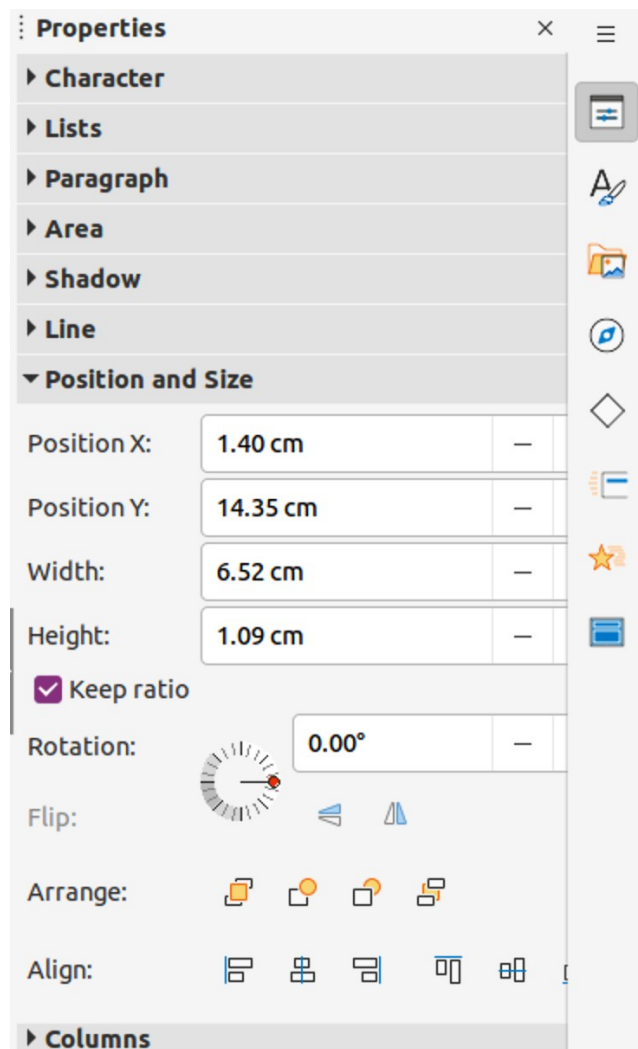 Properties
Character
Lists
Paragraph
Area
Shadow
Line
Position and Size
Position X: 1.40 cm
Position Y: 14.35 cm
Width: 6.52 cm
Height: 1.09 cm
Keep ratio
Rotation: 0.00°
Flip:
Arrange:
Align:
Columns